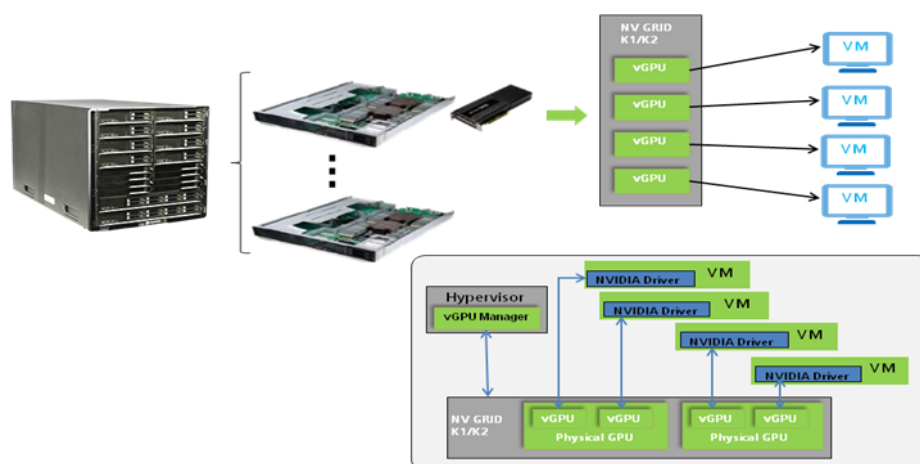 NV GRID
K1/K2
vGPU
vGPU
vGPU
vGPU
VM
VM
VM
VM
NVIDIA Driver VM
Hypervisor
vGPU Manager
NVIDIA Driver VM
NVIDIA Driver VM
NVIDIA Driver VM
NV GRID
K1/K2
vGPU vGPU vGPU vGPU
Physical GPU Physical GPU